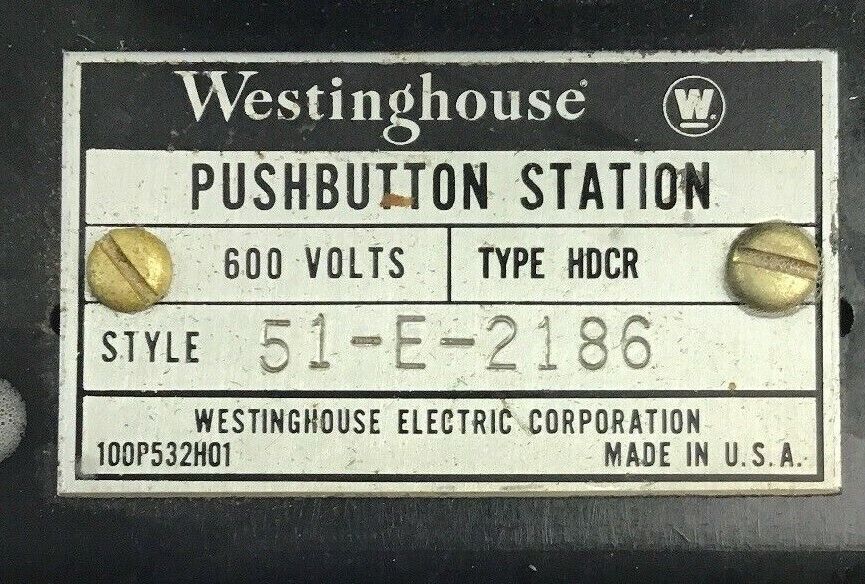 Westinghouse W
PUSHBUTTON STATION
600 VOLTS TYPE HDCR
STYLE 51-E-2186
WESTINGHOUSE ELECTRIC CORPORATION
100P532H01 MADE IN U.S.A.